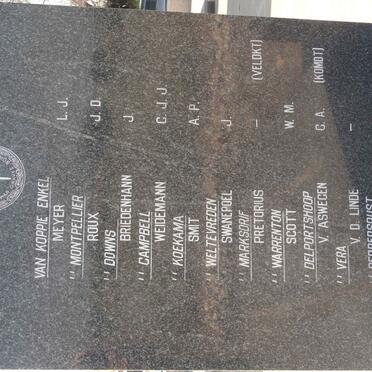 VAN KOPPIE ENKEL
MEYER L. J.
,, MONTPELLIER
ROUX J. D.
,, DOWNS
BRIEDENHANN J.
,, CAMPBELL
WEIDEMANN C. J. J.
,, KOEKAMA
SMIT A. P.
,, WELTEVREDEN
SWANEPOEL J.
,, MARKSDRIF
PRETORIUS — (VELDKT)
,, WARRENTON
SCOTT W. M.
,, DELPORTSHOOP
V. ASWEGEN G. A. (KOMDT)
,, VERA
V. D. LINDE —